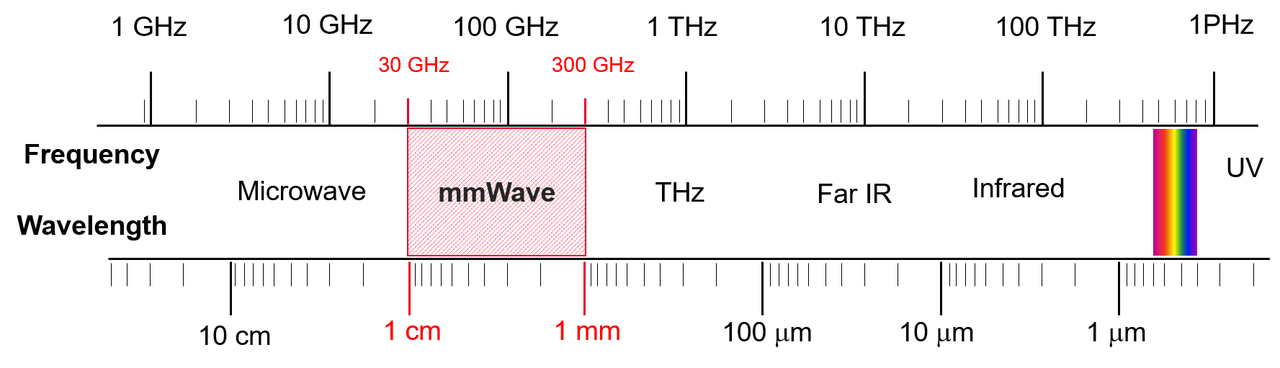 1 GHz 10 GHz 100 GHz 1 THz 10 THz 100 THz 1PHz
30 GHz 300 GHz
Frequency
Microwave mmWave THz Far IR Infrared UV
Wavelength
10 cm 1 cm 1 mm 100 μm 10 μm 1 μm